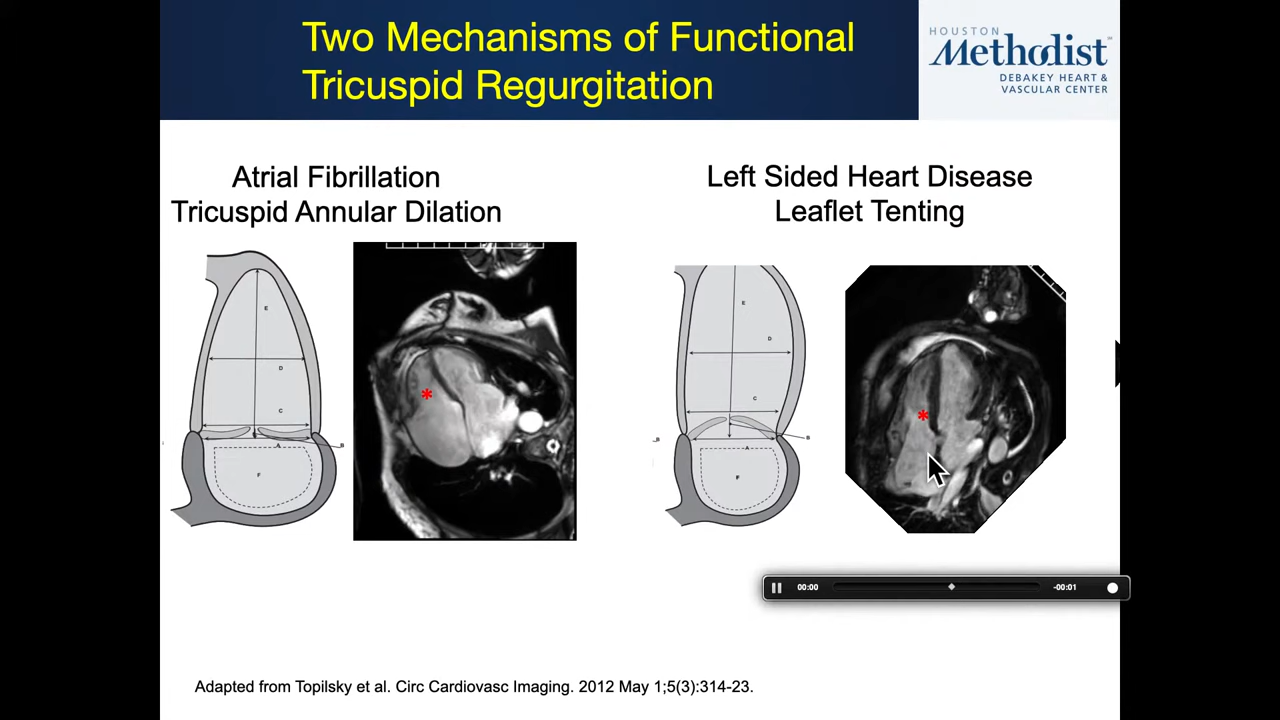 Two Mechanisms of Functional
Tricuspid Regurgitation
HOUSTON
Methodist
DEBAKEY HEART &
VASCULAR CENTER
Atrial Fibrillation
Tricuspid Annular Dilation
Left Sided Heart Disease
Leaflet Tenting
E
D
C
A
B
F
*
E
D
C
B
A
B
F
*
00:00
-00:01
Adapted from Topilsky et al. Circ Cardiovasc Imaging. 2012 May 1;5(3):314-23.